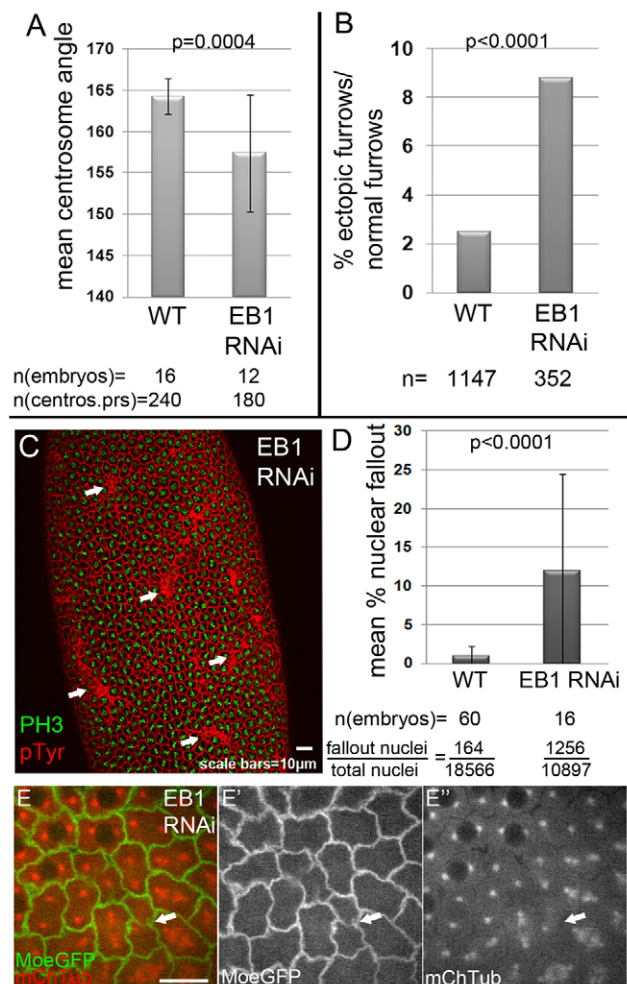 A
p=0.0004
mean centrosome angle
170
165
160
155
150
145
140
WT
EB1
RNAi
n(embryos)= 16 12
n(centros.prs)=240 180
B
p<0.0001
% ectopic furrows/
normal furrows
10
8
6
4
2
0
WT
EB1
RNAi
n= 1147 352
C
EB1
RNAi
PH3
pTyr
scale bars=10µm
D
p<0.0001
mean % nuclear fallout
30
25
20
15
10
5
0
WT
EB1 RNAi
n(embryos)= 60 16
fallout nuclei
total nuclei
=
164
18566
1256
10897
E
EB1
RNAi
MoeGFP
mChTub
E'
MoeGFP
E''
mChTub